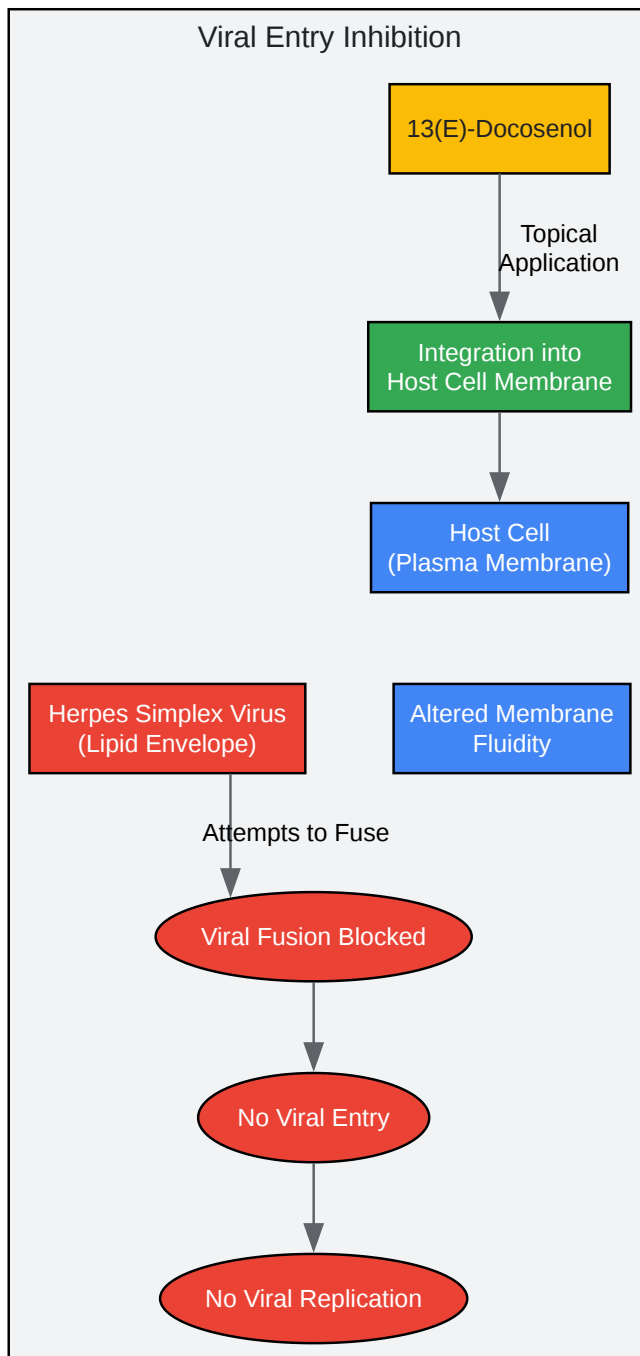 Viral Entry Inhibition
13(E)-Docosenol
Topical
Application
Integration into
Host Cell Membrane
Host Cell
(Plasma Membrane)
Herpes Simplex Virus
(Lipid Envelope)
Altered Membrane
Fluidity
Attempts to Fuse
Viral Fusion Blocked
No Viral Entry
No Viral Replication